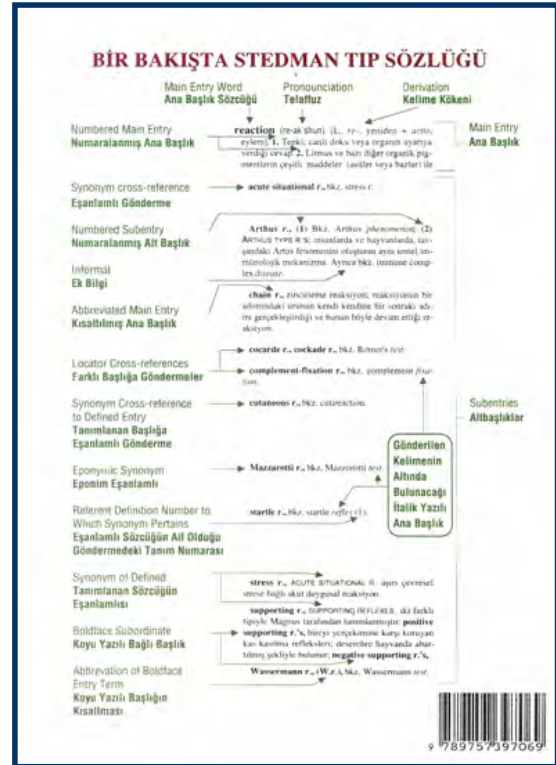 BİR BAKIŞTA STEDMAN TIP SÖZLÜĞÜ
Main Entry Word
Ana Başlık Sözcüğü
Pronounciation
Telaffuz
Derivation
Kelime Kökeni
Numbered Main Entry
Numaralanmış Ana Başlık
reaction (re-ak'shun) [L. re-, yeniden + actio,
eylem] 1. Tepki; canlı doku veya organın uyarıya
verdiği cevap 2. Litmus ve bazı diğer organik pig-
mentlerin çeşitli maddeler (asitler veya bazlar) ile
Main Entry
Ana Başlık
Synonym cross-reference
Eşanlamlı Gönderme
acute situational r., bkz. stress r.
Numbered Subentry
Numaralanmış Alt Başlık
Arthus r., (1) Bkz. Arthus phenomenon; (2)
ARTHUS TYPE R'S; insanlarda ve hayvanlarda, tav-
şandaki Artus fenomenini oluşturan aynı temel im-
münolojik mekanizma. Ayrıca bkz. immune comp-
lex disease.
Informal
Ek Bilgi
Abbreviated Main Entry
Kısaltılmış Ana Başlık
chain r., zincirleme reaksiyon; reaksiyonun bir
adımındaki ürünün kendi kendine bir sonraki adı-
mı gerçekleştirdiği ve bunun böyle devam ettiği re-
aksiyon.
Locator Cross-references
Farklı Başlığa Göndermeler
cocarde r., cockade r., bkz. Römer's test.
complement-fixation r., bkz. complement fixa-
tion.
Synonym Cross-reference
to Defined Entry
Tanımlanan Başlığa
Eşanlamlı Gönderme
cutaneous r., bkz. cutireaction.
Subentries
Altbaşlıklar
Gönderilen
Kelimenin
Altında
Bulunacağı
İtalik Yazılı
Ana Başlık
Eponymic Synonym
Eponim Eşanlamlı
Mazzarotti r., bkz. Mazzorotti test.
Referent Definition Number to
Which Synonym Pertains
Eşanlamlı Sözcüğün Ait Olduğu
Göndermedeki Tanım Numarası
startle r., bkz. startle reflex (1).
Synonym of Defined
Tanımlanan Sözcüğün
Eşanlamlısı
stress r., ACUTE SITUATIONAL R. aşırı çevresel
strese bağlı akut duygusal reaksiyon.
Boldface Subordinate
Koyu Yazılı Bağlı Başlık
supporting r., SUPPORTING REFLEXES, iki farklı
tipiyle Magnus tarafından tanımlanmıştır: positive
supporting r.'s, bireyi yerçekimine karşı koruyan
kas kasılma refleksleri; deserebre hayvanda abar-
tılmış şekliyle bulunur; negative supporting r.'s,
Abbrevation of Boldface
Entry Term
Koyu Yazılı Başlığın
Kısaltması
Wassermann r., (W.r.), bkz. Wassermann test.
9 789757 397069